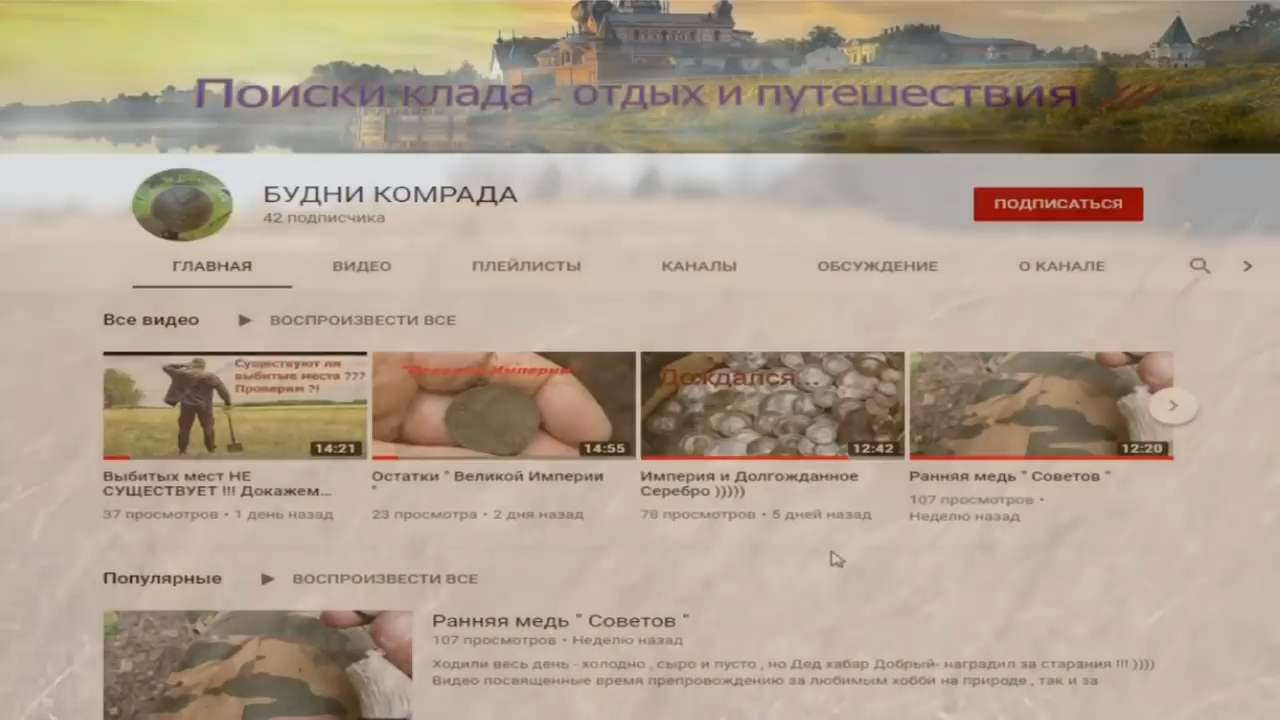 Поиски клада - отдых и путешествия ///
БУДНИ КОМРАДА
42 подписчика
ПОДПИСАТЬСЯ
ГЛАВНАЯ ВИДЕО ПЛЕЙЛИСТЫ КАНАЛЫ ОБСУЖДЕНИЕ О КАНАЛЕ
Все видео ВОСПРОИЗВЕСТИ ВСЕ
Существуют ли
выбитые места ???
Проверим ?!
14:21
Империи"
14:55
Дождался...
12:42
12:20
Выбитых мест НЕ
СУЩЕСТВУЕТ !!! Докажем...
37 просмотров • 1 день назад
Остатки " Великой Империи
"
23 просмотра • 2 дня назад
Империя и Долгожданное
Серебро )))))
78 просмотров • 5 дней назад
Ранняя медь " Советов "
107 просмотров •
Неделю назад
Популярные ВОСПРОИЗВЕСТИ ВСЕ
Ранняя медь " Советов "
107 просмотров • Неделю назад
Ходили весь день - холодно , сыро и пусто , но Дед хабар Добрый- наградил за старания !!! ))))
Видео посвященные время препровождению за любимым хобби на природе , так и за